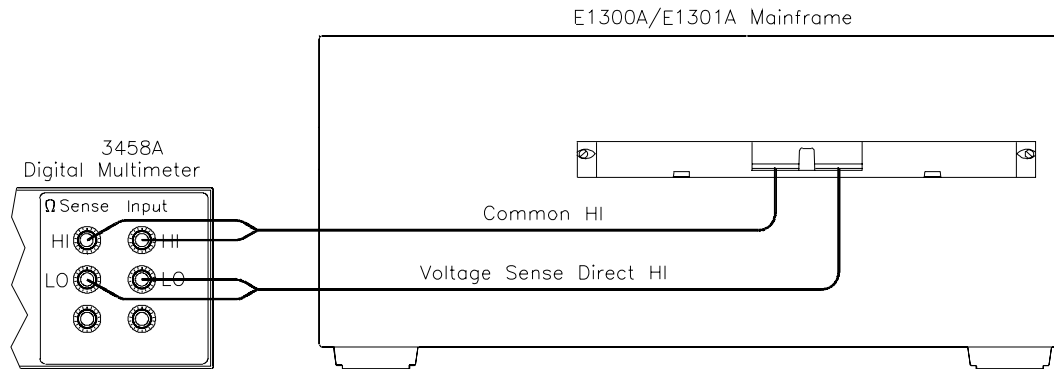 E1300A/E1301A Mainframe
3458A
Digital Multimeter
Ω Sense Input
HI HI
LO LO
Common HI
Voltage Sense Direct HI